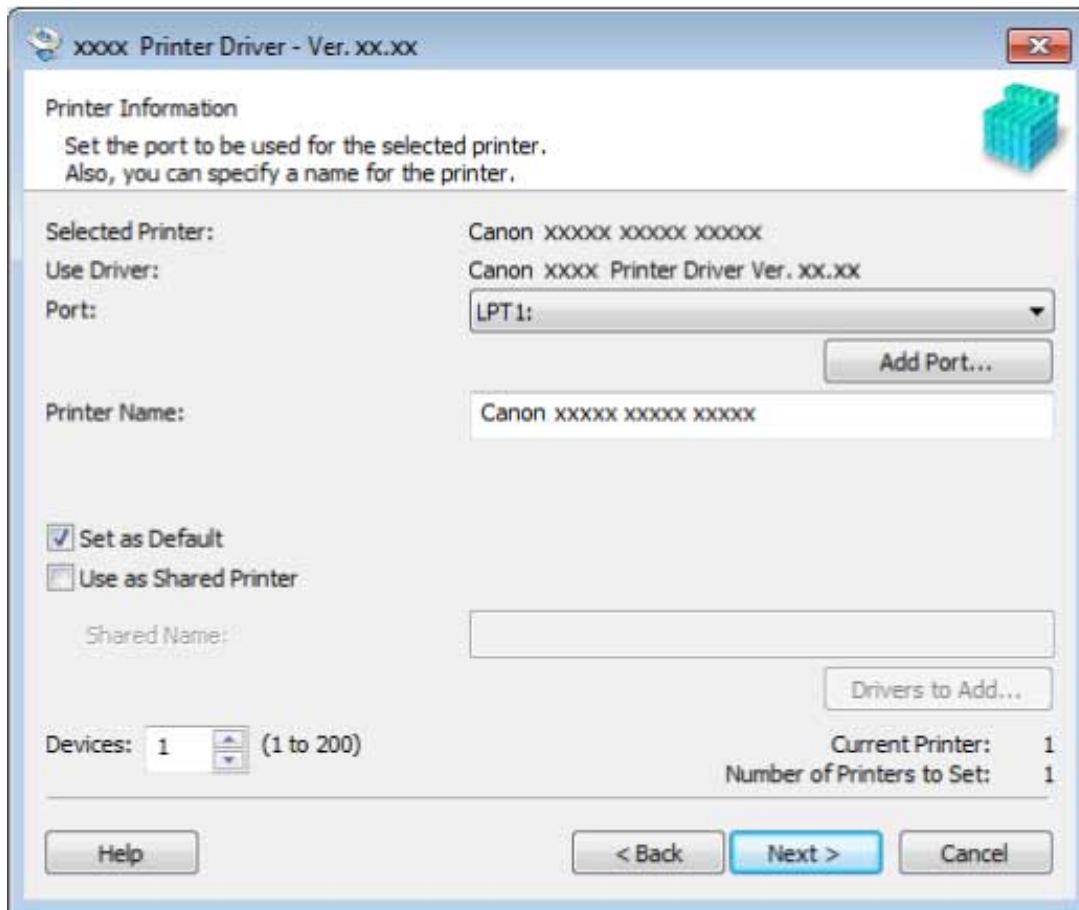 xxxx Printer Driver - Ver. xx.xx
Printer Information
Set the port to be used for the selected printer.
Also, you can specify a name for the printer.
Selected Printer: Canon xxxxx xxxxx xxxxx
Use Driver: Canon xxxx Printer Driver Ver. xx.xx
Port: LPT1:
Add Port...
Printer Name: Canon xxxxx xxxxx xxxxx
Set as Default
Use as Shared Printer
Shared Name:
Drivers to Add...
Devices: 1 (1 to 200) Current Printer: 1
Number of Printers to Set: 1
Help < Back Next > Cancel